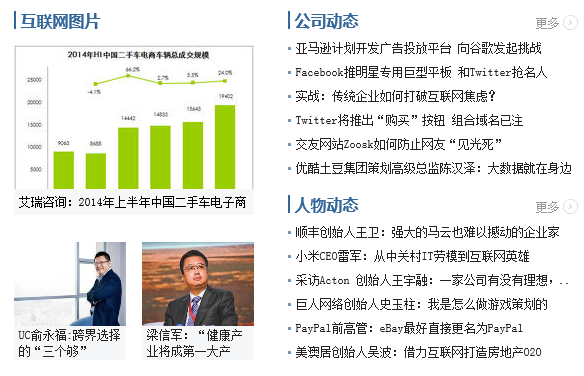 互联网图片
2014年H1中国二手车电商车辆总成交规模
25000
20000
15000
10000
5000
-4.1%
66.2%
2.7%
5.5%
24.0%
9063
8688
14442
14833
15643
19402
艾瑞咨询：2014年上半年中国二手车电子商
UC俞永福:跨界选择
的“三个够”
梁信军：“健康产
业将成第一大产
公司动态
更多
亚马逊计划开发广告投放平台 向谷歌发起挑战
Facebook推明星专用巨型平板 和Twitter抢名人
实战：传统企业如何打破互联网焦虑？
Twitter将推出“购买”按钮 组合域名已注
交友网站Zoosk如何防止网友“见光死”
优酷土豆集团策划高级总监陈汉泽：大数据就在身边
人物动态
更多
顺丰创始人王卫：强大的马云也难以撼动的企业家
小米CEO雷军：从中关村IT劳模到互联网英雄
采访Acton 创始人王宇融：一家公司有没有理想，..
巨人网络创始人史玉柱：我是怎么做游戏策划的
PayPal前高管：eBay最好直接更名为PayPal
美澳居创始人吴波：借力互联网打造房地产O2O